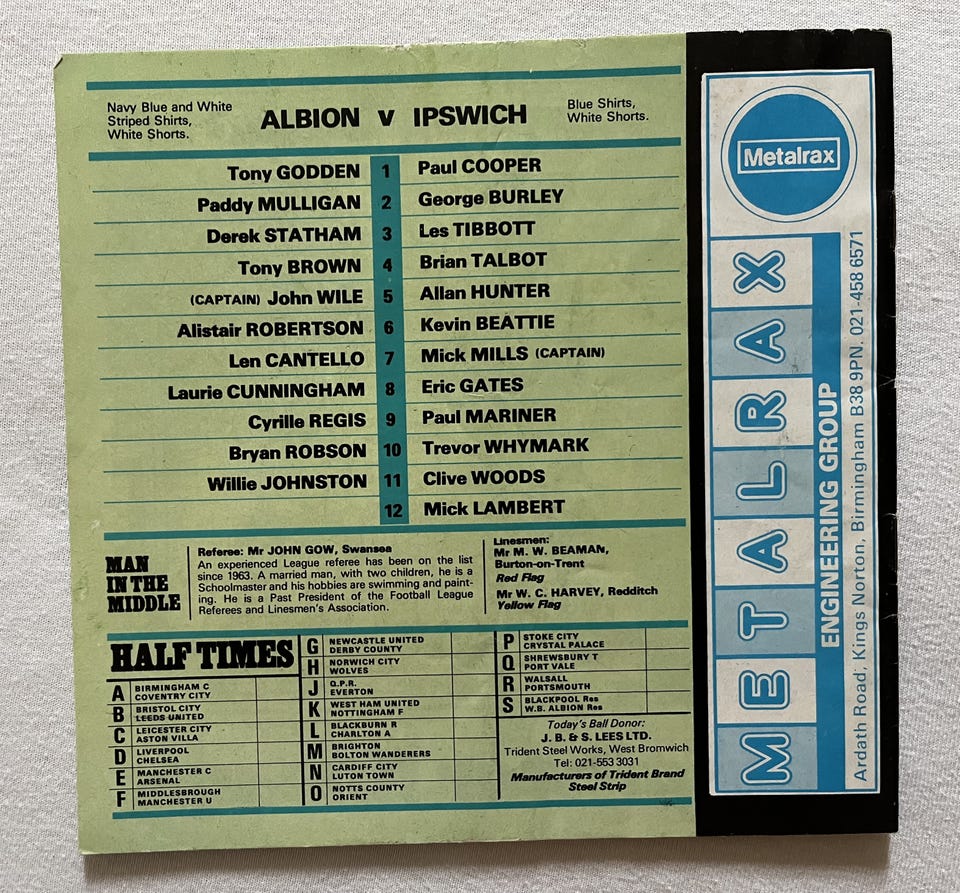 Navy Blue and White
Striped Shirts,
White Shorts.
ALBION v IPSWICH
Blue Shirts,
White Shorts.
Tony GODDEN 1 Paul COOPER
Paddy MULLIGAN 2 George BURLEY
Derek STATHAM 3 Les TIBBOTT
Tony BROWN 4 Brian TALBOT
(CAPTAIN) John WILE 5 Allan HUNTER
Alistair ROBERTSON 6 Kevin BEATTIE
Len CANTELLO 7 Mick MILLS (CAPTAIN)
Laurie CUNNINGHAM 8 Eric GATES
Cyrille REGIS 9 Paul MARINER
Bryan ROBSON 10 Trevor WHYMARK
Willie JOHNSTON 11 Clive WOODS
12 Mick LAMBERT
MAN
IN THE
MIDDLE
Referee: Mr JOHN GOW, Swansea
An experienced League referee has been on the list
since 1963. A married man, with two children, he is a
Schoolmaster and his hobbies are swimming and paint-
ing. He is a Past President of the Football League
Referees and Linesmen's Association.
Linesmen:
Mr M. W. BEAMAN,
Burton-on-Trent
Red Flag
Mr W. C. HARVEY, Redditch
Yellow Flag
HALF TIMES
A BIRMINGHAM C
COVENTRY CITY
B BRISTOL CITY
LEEDS UNITED
C LEICESTER CITY
ASTON VILLA
D LIVERPOOL
CHELSEA
E MANCHESTER C
ARSENAL
F MIDDLESBROUGH
MANCHESTER U
G NEWCASTLE UNITED
DERBY COUNTY
H NORWICH CITY
WOLVES
J Q.P.R.
EVERTON
K WEST HAM UNITED
NOTTINGHAM F
L BLACKBURN R
CHARLTON A
M BRIGHTON
BOLTON WANDERERS
N CARDIFF CITY
LUTON TOWN
O NOTTS COUNTY
ORIENT
P STOKE CITY
CRYSTAL PALACE
Q SHREWSBURY T
PORT VALE
R WALSALL
PORTSMOUTH
S BLACKPOOL Res
W.B. ALBION Res
Today's Ball Donor:
J. B. & S. LEES LTD.
Trident Steel Works, West Bromwich
Tel: 021-553 3031
Manufacturers of Trident Brand
Steel Strip
Metalrax
METALRAX
ENGINEERING GROUP
Ardath Road, Kings Norton, Birmingham B38 9PN. 021-458 6571